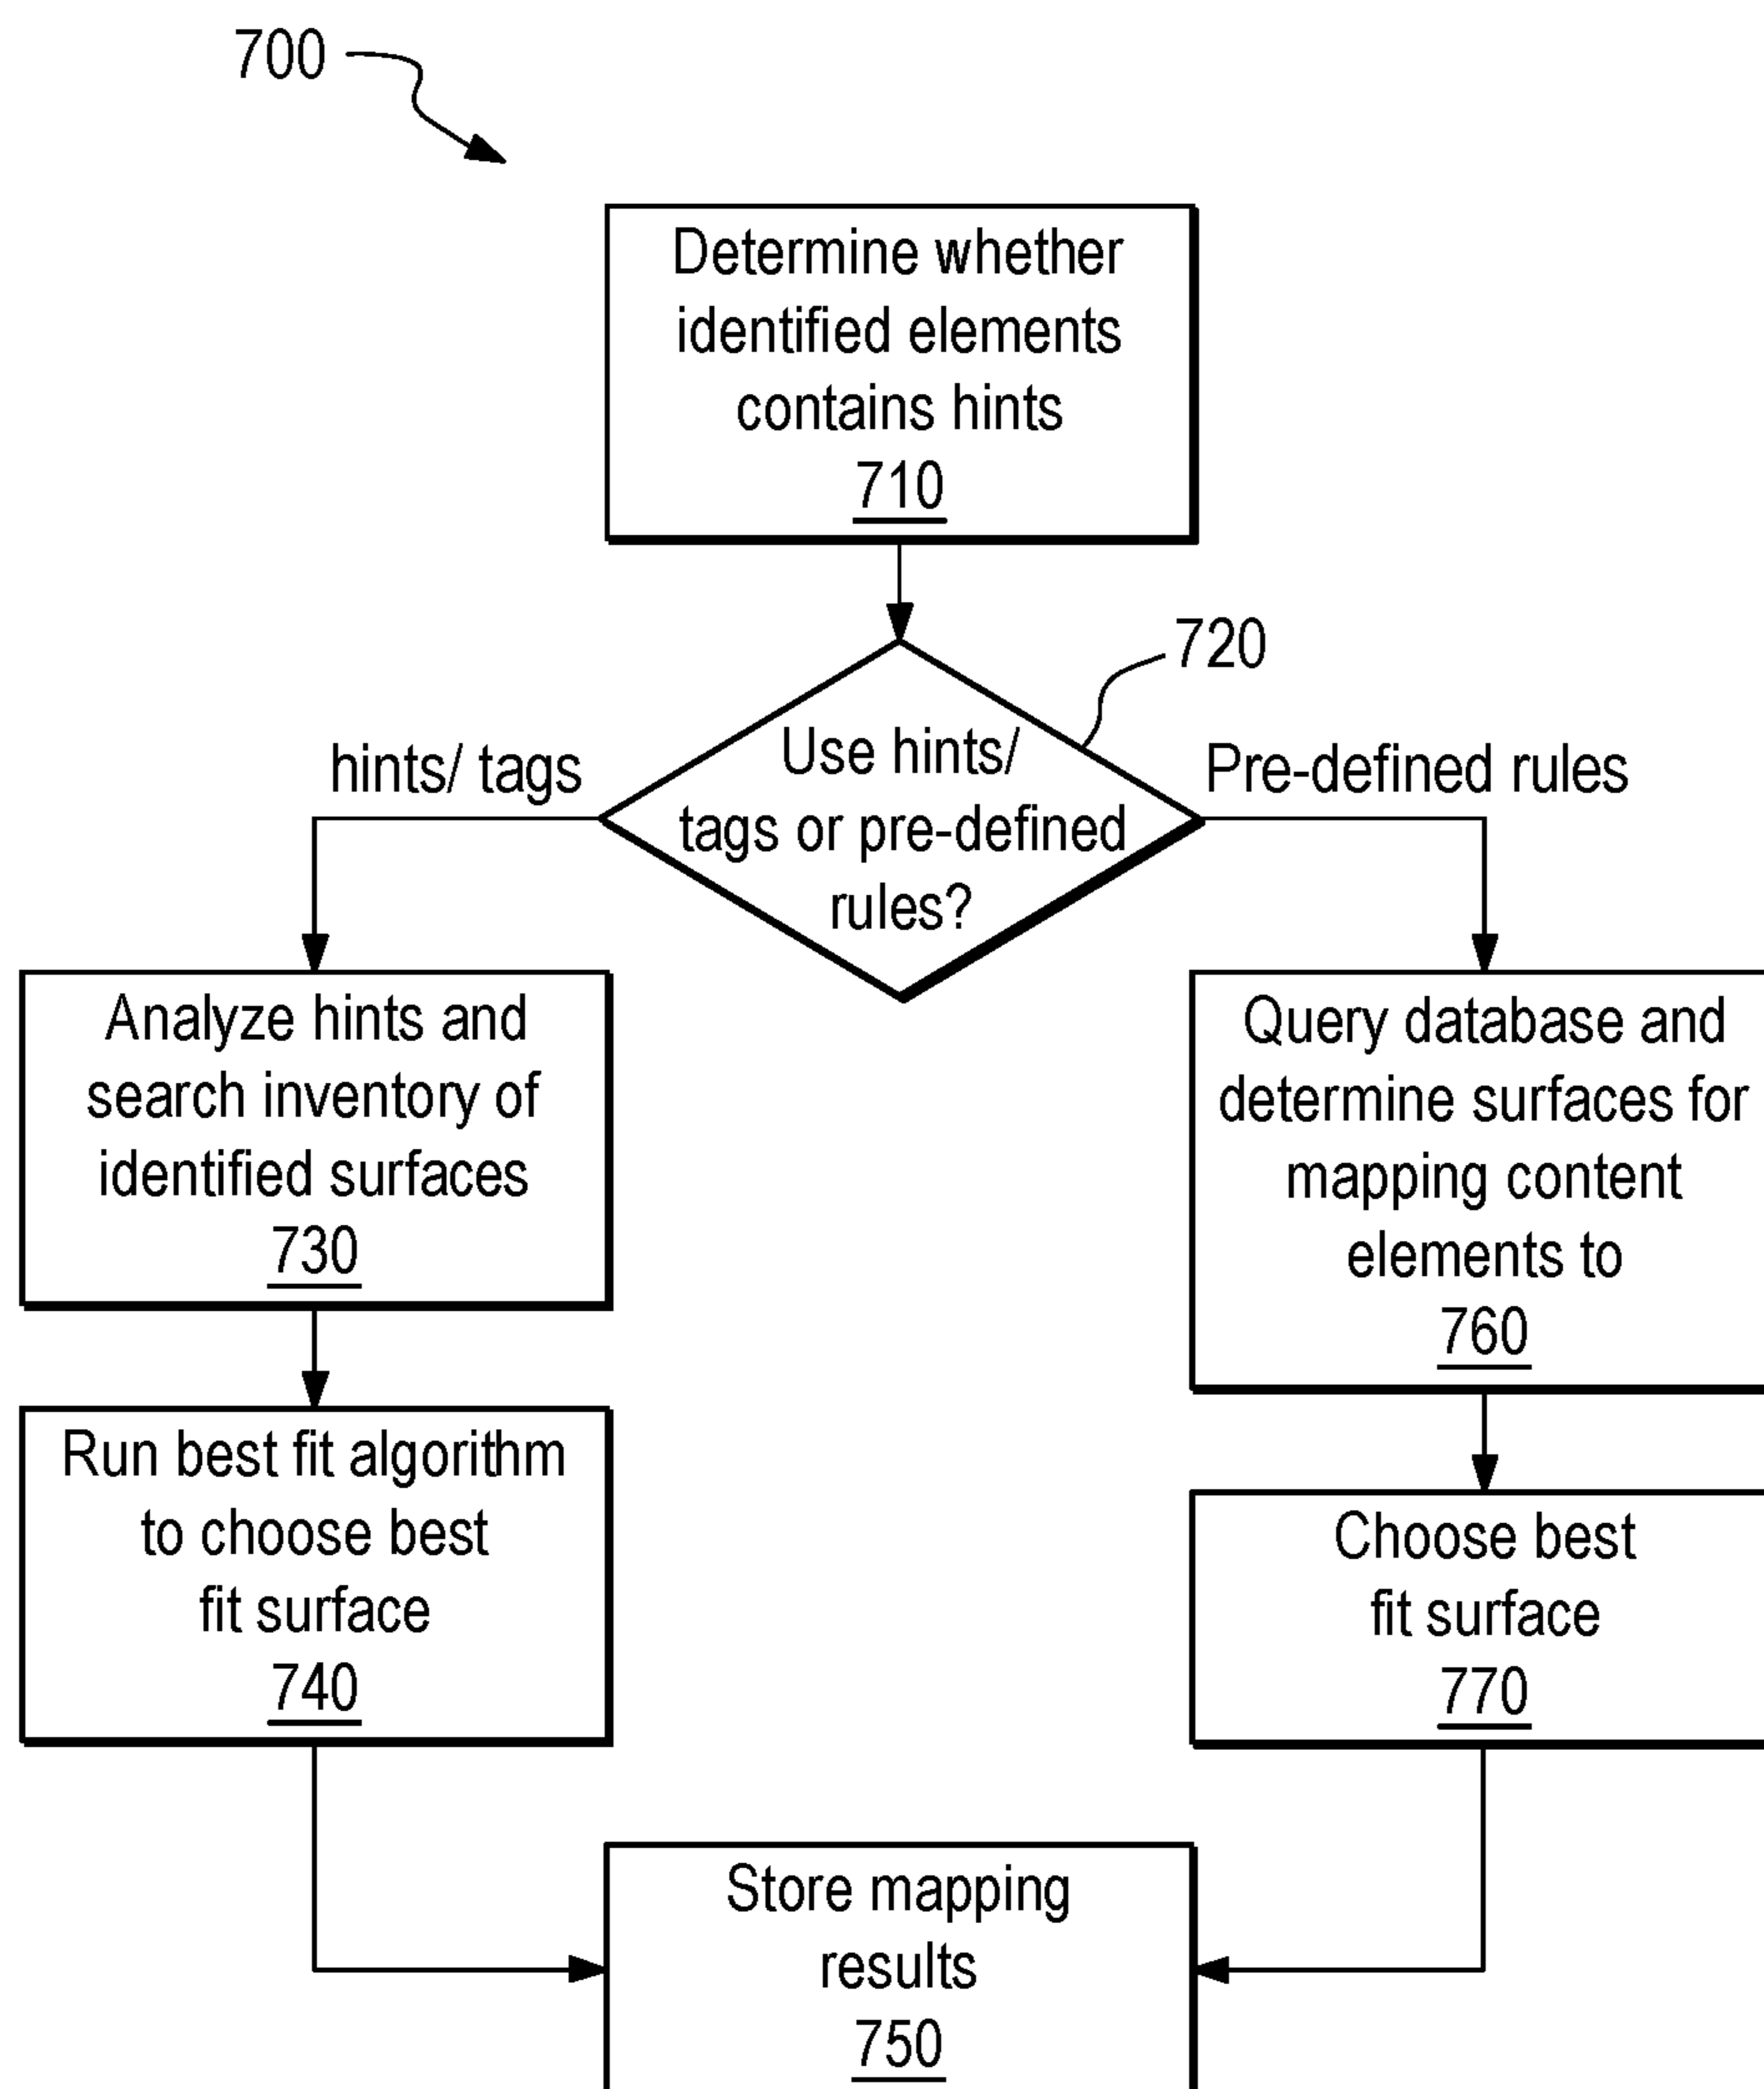 700
Determine whether
identified elements
contains hints
710
720
Use hints/
tags or pre-defined
rules?
hints/ tags
Pre-defined rules
Analyze hints and
search inventory of
identified surfaces
730
Run best fit algorithm
to choose best
fit surface
740
Query database and
determine surfaces for
mapping content
elements to
760
Choose best
fit surface
770
Store mapping
results
750